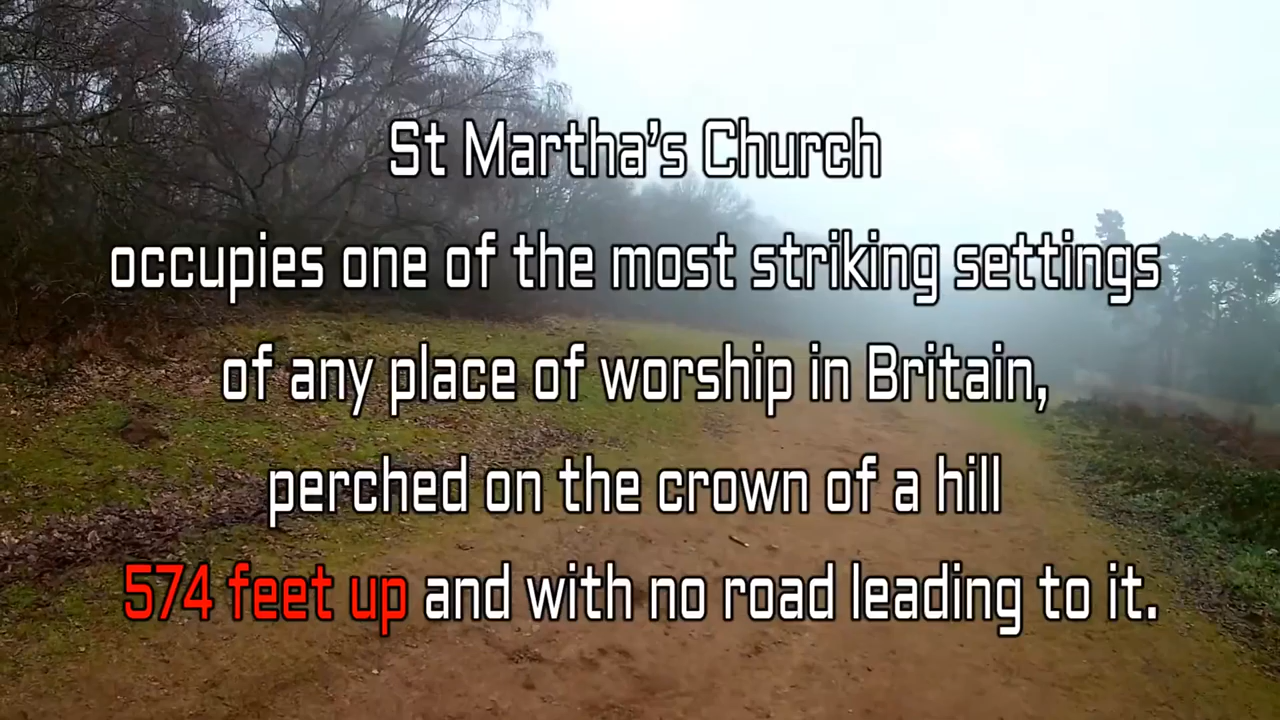 St Martha’s Church
occupies one of the most striking settings
of any place of worship in Britain,
perched on the crown of a hill
574 feet up and with no road leading to it.